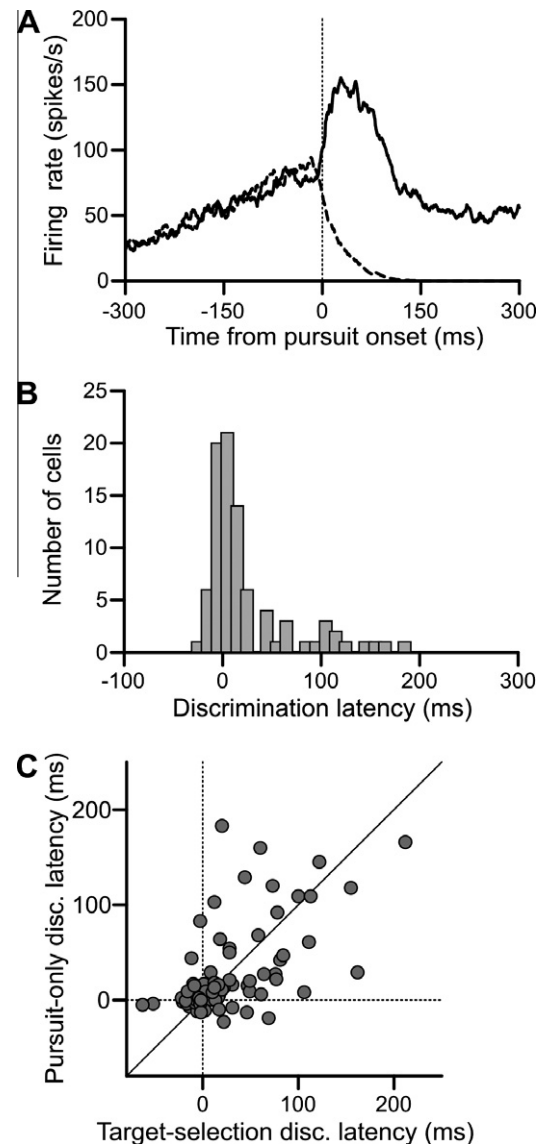 A
200
150
100
50
0
Firing rate (spikes/s)
-300 -150 0 150 300
Time from pursuit onset (ms)
B
25
20
15
10
5
0
Number of cells
-100 0 100 200 300
Discrimination latency (ms)
C
200
100
0
Pursuit-only disc. latency (ms)
0 100 200
Target-selection disc. latency (ms)